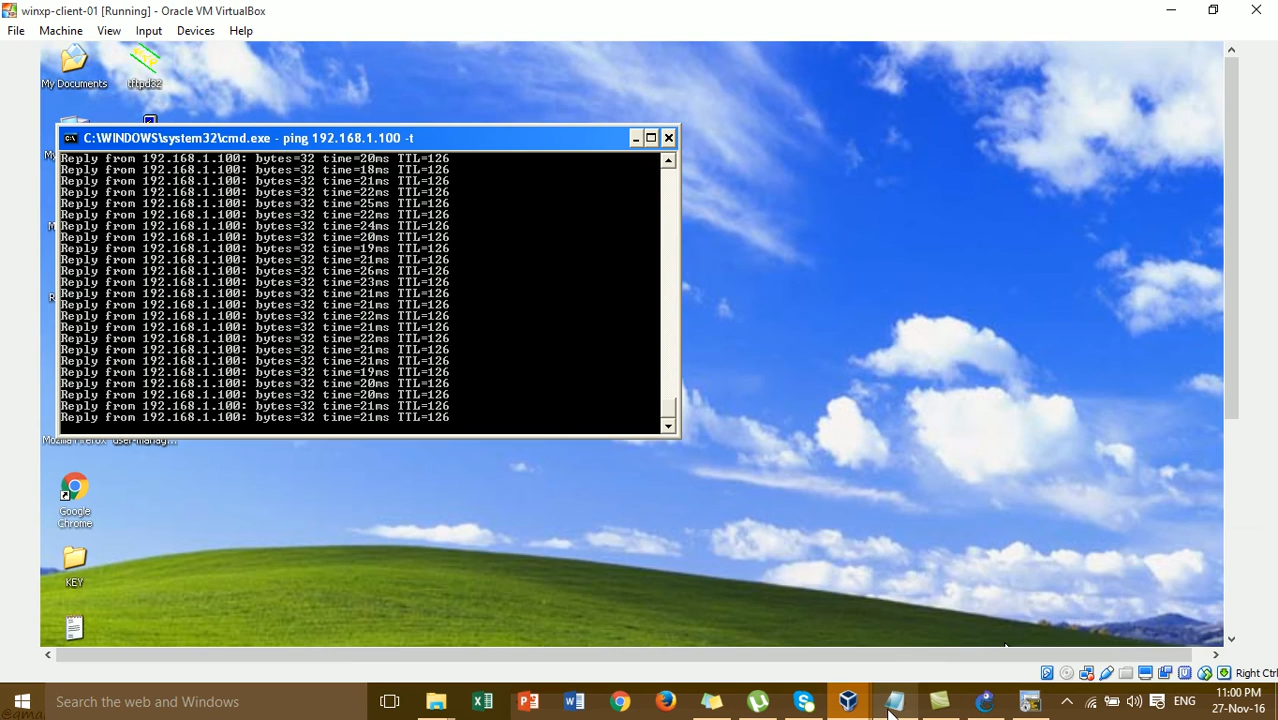 winxp-client-01 [Running] - Oracle VM VirtualBox
File Machine View Input Devices Help
My Documents
tftpd32
C:\WINDOWS\system32\cmd.exe - ping 192.168.1.100 -t
Reply from 192.168.1.100: bytes=32 time=20ms TTL=126
Reply from 192.168.1.100: bytes=32 time=18ms TTL=126
Reply from 192.168.1.100: bytes=32 time=21ms TTL=126
Reply from 192.168.1.100: bytes=32 time=22ms TTL=126
Reply from 192.168.1.100: bytes=32 time=25ms TTL=126
Reply from 192.168.1.100: bytes=32 time=22ms TTL=126
Reply from 192.168.1.100: bytes=32 time=24ms TTL=126
Reply from 192.168.1.100: bytes=32 time=20ms TTL=126
Reply from 192.168.1.100: bytes=32 time=19ms TTL=126
Reply from 192.168.1.100: bytes=32 time=21ms TTL=126
Reply from 192.168.1.100: bytes=32 time=26ms TTL=126
Reply from 192.168.1.100: bytes=32 time=23ms TTL=126
Reply from 192.168.1.100: bytes=32 time=21ms TTL=126
Reply from 192.168.1.100: bytes=32 time=21ms TTL=126
Reply from 192.168.1.100: bytes=32 time=22ms TTL=126
Reply from 192.168.1.100: bytes=32 time=21ms TTL=126
Reply from 192.168.1.100: bytes=32 time=22ms TTL=126
Reply from 192.168.1.100: bytes=32 time=21ms TTL=126
Reply from 192.168.1.100: bytes=32 time=21ms TTL=126
Reply from 192.168.1.100: bytes=32 time=19ms TTL=126
Reply from 192.168.1.100: bytes=32 time=20ms TTL=126
Reply from 192.168.1.100: bytes=32 time=20ms TTL=126
Reply from 192.168.1.100: bytes=32 time=21ms TTL=126
Reply from 192.168.1.100: bytes=32 time=21ms TTL=126
Mozilla Firefox user-manag...
Google
Chrome
KEY
Right Ctrl
Search the web and Windows
ENG
11:00 PM
27-Nov-16